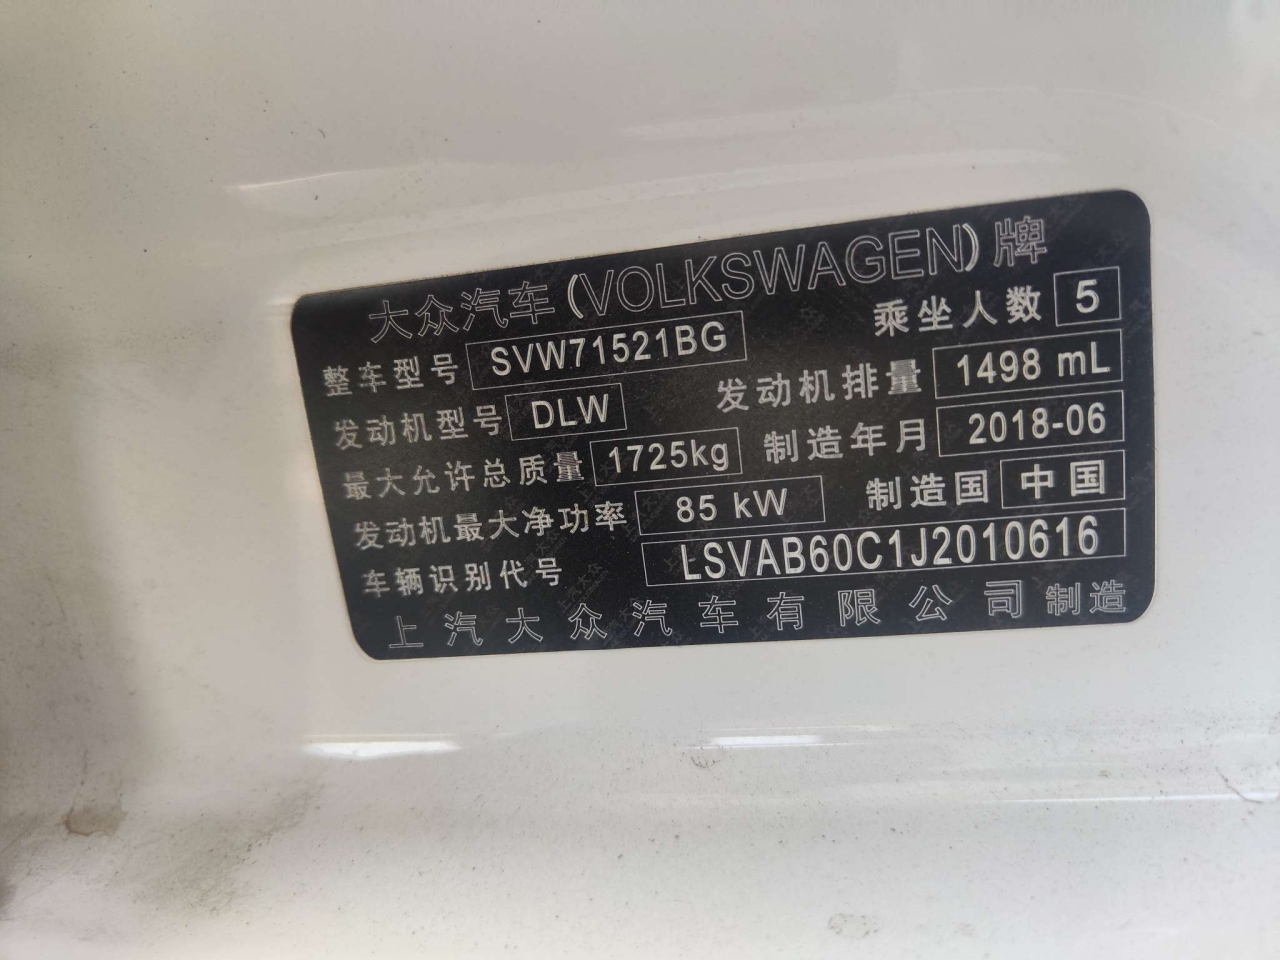 大众汽车(VOLKSWAGEN)牌
整车型号 SVW71521BG 乘坐人数 5
发动机型号 DLW 发动机排量 1498 mL
最大允许总质量 1725kg 制造年月 2018-06
发动机最大净功率 85 kW 制造国 中国
车辆识别代号 LSVAB60C1J2010616
上汽大众汽车有限公司制造